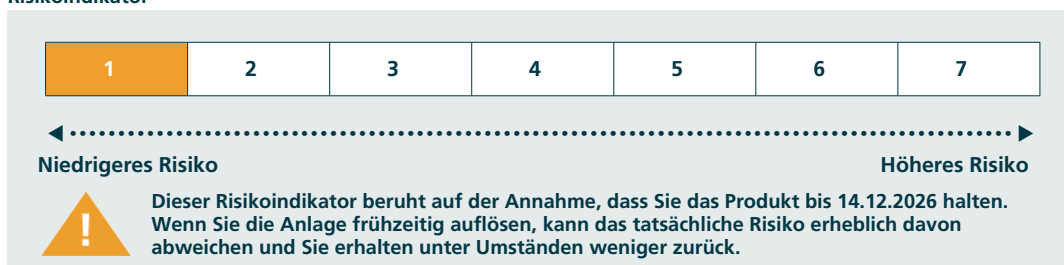 Risikoindikator
1 2 3 4 5 6 7
Niedrigeres Risiko Höheres Risiko
! Dieser Risikoindikator beruht auf der Annahme, dass Sie das Produkt bis 14.12.2026 halten.
Wenn Sie die Anlage frühzeitig auflösen, kann das tatsächliche Risiko erheblich davon
abweichen und Sie erhalten unter Umständen weniger zurück.